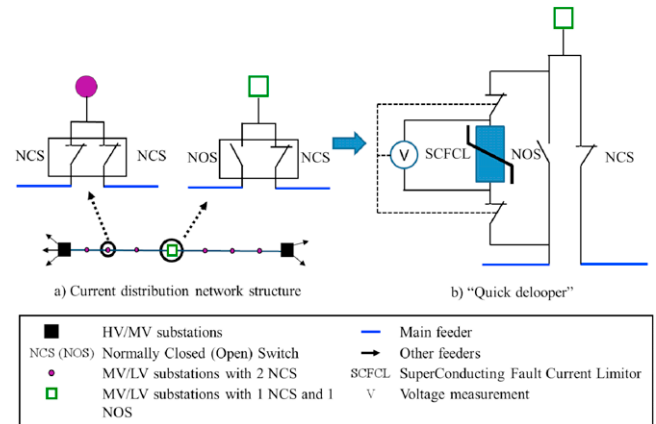 NCS NCS NOS NCS
V SCFCL NOS NCS
a) Current distribution network structure
b) “Quick delooper”
HV/MV substations
NCS (NOS) Normally Closed (Open) Switch
MV/LV substations with 2 NCS
MV/LV substations with 1 NCS and 1
NOS
Main feeder
Other feeders
SCFCL SuperConducting Fault Current Limitor
V Voltage measurement